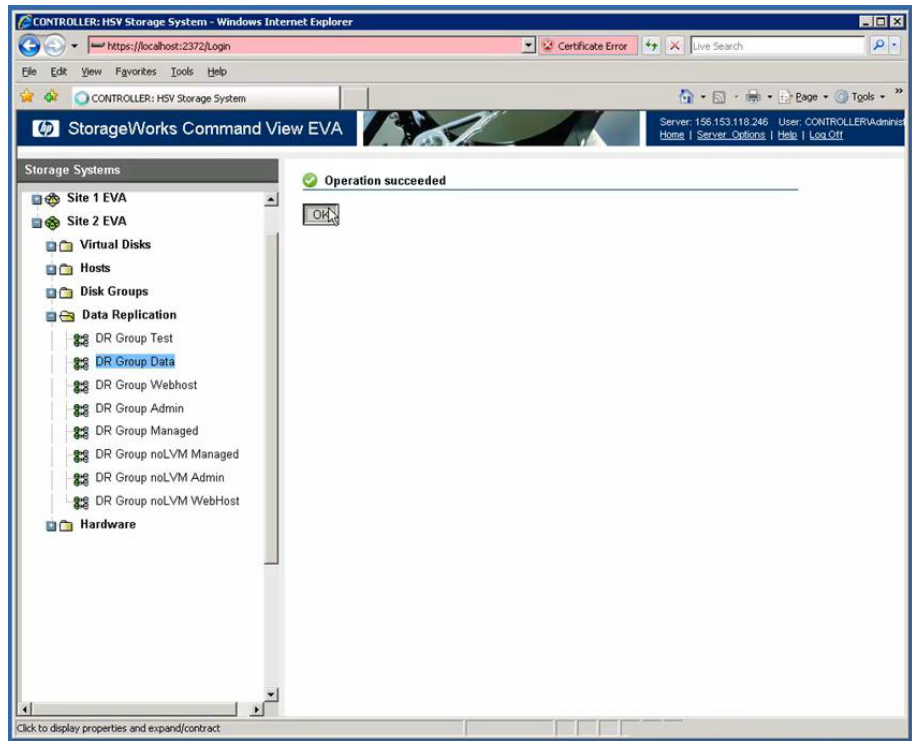 CONTROLLER: HSV Storage System - Windows Internet Explorer
https://localhost:2372/Login
Certificate Error
Live Search
File Edit View Favorites Tools Help
CONTROLLER: HSV Storage System
Page Tools
hp StorageWorks Command View EVA
Server: 156.153.118.246 User: CONTROLLER\Adminis
Home | Server Options | Help | Log Off
Storage Systems
Site 1 EVA
Site 2 EVA
Virtual Disks
Hosts
Disk Groups
Data Replication
DR Group Test
DR Group Data
DR Group Webhost
DR Group Admin
DR Group Managed
DR Group noLVM Managed
DR Group noLVM Admin
DR Group noLVM WebHost
Hardware
Operation succeeded
OK
Click to display properties and expand/contract